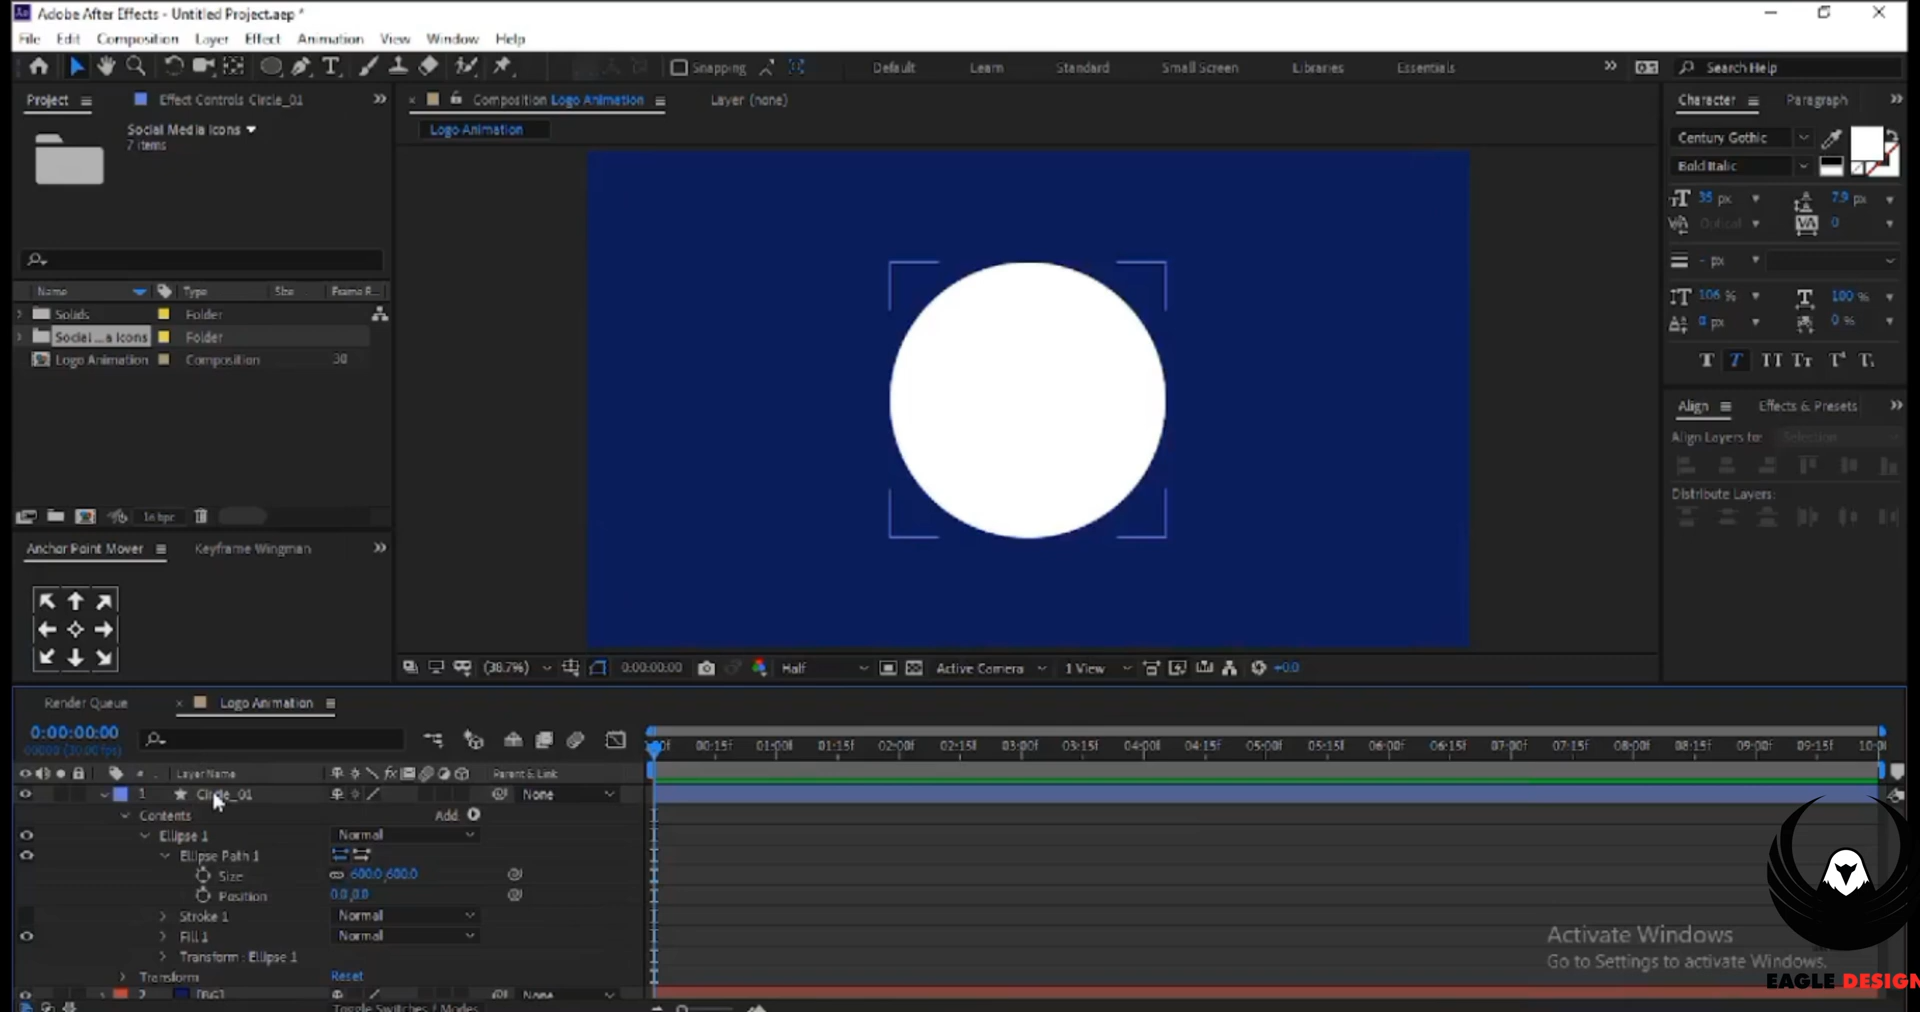 Adobe After Effects - Untitled Project.aep *
File Edit Composition Layer Effect Animation View Window Help
Snapping Default Learn Standard Small Screen Libraries Essentials Search Help
Project Effect Controls Circle_01
Composition Logo Animation Layer (none)
Character Paragraph
Social Media Icons
7 items
Logo Animation
Century Gothic
Bold Italic
35 px 7.9 px
Optical 0
- px
106 % 100 %
0 px 0 %
Name Type Size Frame R...
Solids Folder
Social ...a Icons Folder
Logo Animation Composition 30
Align Effects & Presets
Align Layers to: Selection
Distribute Layers:
16 bpc
Anchor Point Mover Keyframe Wingman
(38.7%) 0:00:00:00 Half Active Camera 1 View +0.0
Render Queue Logo Animation
0:00:00:00
00000 (30.00 fps)
00:15f 01:00f 01:15f 02:00f 02:15f 03:00f 03:15f 04:00f 04:15f 05:00f 05:15f 06:00f 06:15f 07:00f 07:15f 08:00f 08:15f 09:00f 09:15f
Layer Name fx Parent & Link
1 Circle_01 None
Contents Add
Ellipse 1 Normal
Ellipse Path 1
Size 600.0,600.0
Position 0.0,0.0
Stroke 1 Normal
Fill 1 Normal
Transform : Ellipse 1
Transform Reset
2 None
Toggle Switches / Modes
Activate Windows
Go to Settings to activate Windows.
EAGLE DESIGN